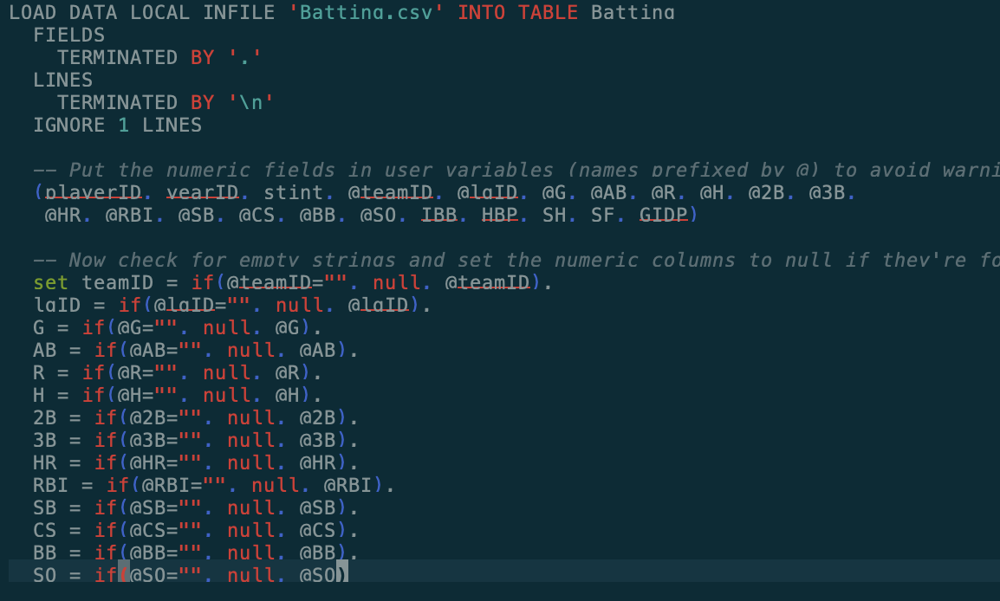 LOAD DATA LOCAL INFILE 'Batting.csv' INTO TABLE Batting
FIELDS
TERMINATED BY ','
LINES
TERMINATED BY '\n'
IGNORE 1 LINES
-- Put the numeric fields in user variables (names prefixed by @) to avoid warni
(playerID, yearID, stint, @teamID, @lgID, @G, @AB, @R, @H, @2B, @3B,
@HR, @RBI, @SB, @CS, @BB, @SO, IBB, HBP, SH, SF, GIDP)
-- Now check for empty strings and set the numeric columns to null if they're fo
set teamID = if(@teamID="", null, @teamID),
lgID = if(@lgID="", null, @lgID),
G = if(@G="", null, @G),
AB = if(@AB="", null, @AB),
R = if(@R="", null, @R),
H = if(@H="", null, @H),
2B = if(@2B="", null, @2B),
3B = if(@3B="", null, @3B),
HR = if(@HR="", null, @HR),
RBI = if(@RBI="", null, @RBI),
SB = if(@SB="", null, @SB),
CS = if(@CS="", null, @CS),
BB = if(@BB="", null, @BB),
SO = if(@SO="", null, @SO)